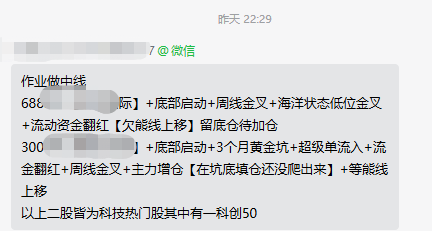 昨天 22:29
7@微信
作业做中线
688 际】+底部启动+周线金叉+海洋状态低位金叉
+流动资金翻红【欠能线上移】留底仓待加仓
300 】+底部启动+3个月黄金坑+超级单流入+流
金翻红+周线金叉+主力增仓【在坑底填仓还没爬出来】+等能线
上移
以上二股皆为科技热门股其中有一科创50